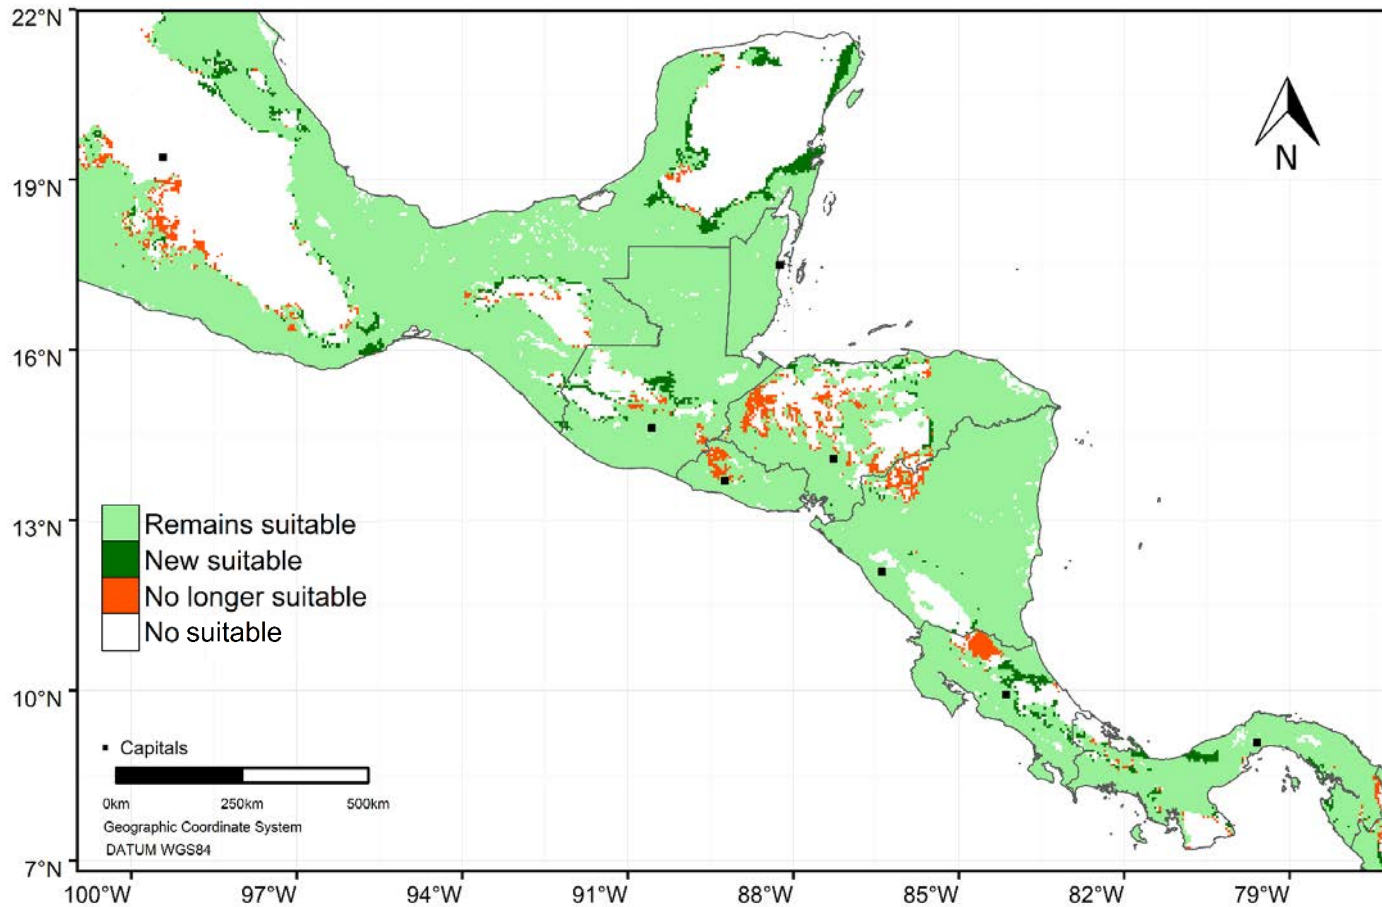 22°N
19°N
16°N
13°N
10°N
7°N
N
Remains suitable
New suitable
No longer suitable
No suitable
Capitals
0km 250km 500km
Geographic Coordinate System
DATUM WGS84
100°W 97°W 94°W 91°W 88°W 85°W 82°W 79°W